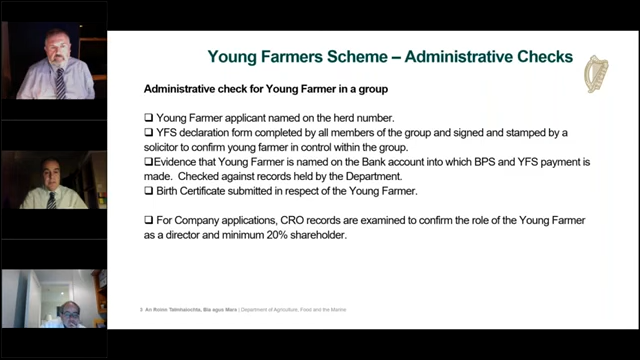 Young Farmers Scheme – Administrative Checks
Administrative check for Young Farmer in a group
❑ Young Farmer applicant named on the herd number.
❑ YFS declaration form completed by all members of the group and signed and stamped by a
solicitor to confirm young farmer in control within the group.
❑Evidence that Young Farmer is named on the Bank account into which BPS and YFS payment is
made. Checked against records held by the Department.
❑ Birth Certificate submitted in respect of the Young Farmer.
❑ For Company applications, CRO records are examined to confirm the role of the Young Farmer
as a director and minimum 20% shareholder.
3 An Roinn Talmhaíochta, Bia agus Mara | Department of Agriculture, Food and the Marine